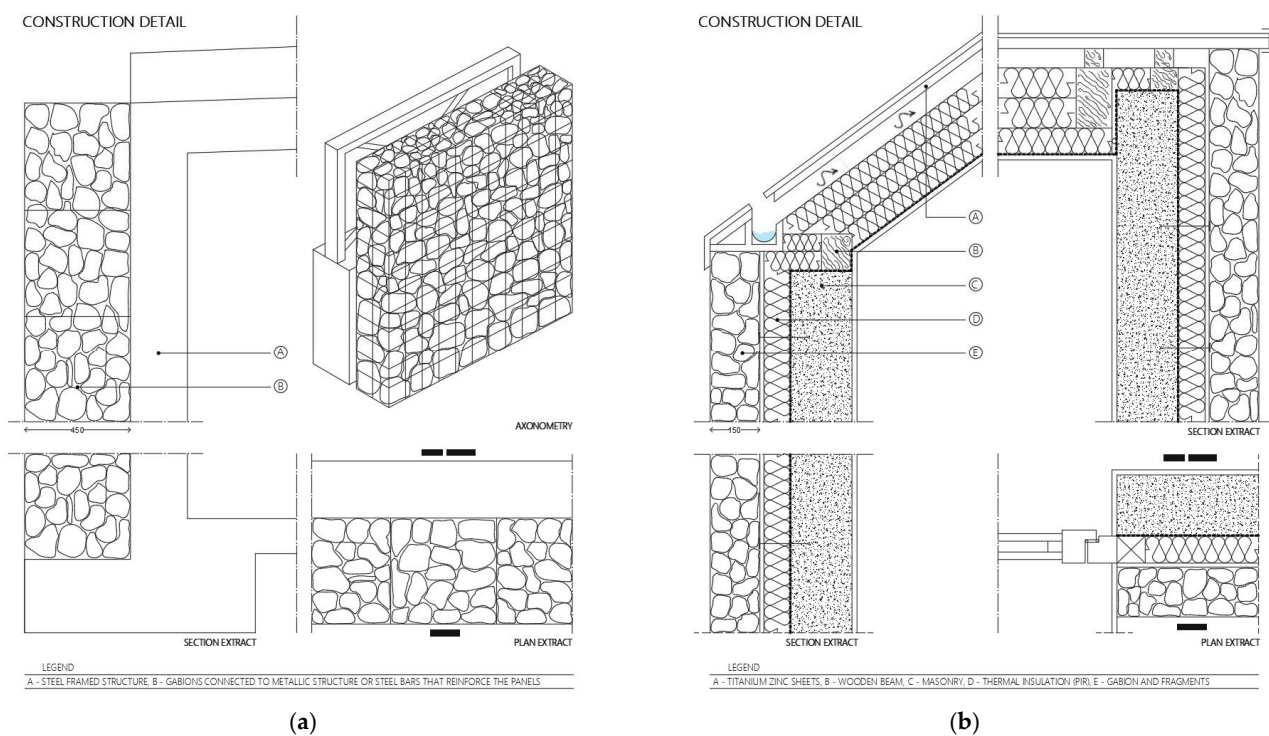 CONSTRUCTION DETAIL
A
B
450
AXONOMETRY
SECTION EXTRACT
PLAN EXTRACT
LEGEND
A - STEEL FRAMED STRUCTURE, B - GABIONS CONNECTED TO METALLIC STRUCTURE OR STEEL BARS THAT REINFORCE THE PANELS
(a)
CONSTRUCTION DETAIL
A
B
C
D
E
150
SECTION EXTRACT
SECTION EXTRACT
PLAN EXTRACT
LEGEND
A - TITANIUM ZINC SHEETS, B - WOODEN BEAM, C - MASONRY, D - THERMAL INSULATION (PIR), E - GABION AND FRAGMENTS
(b)